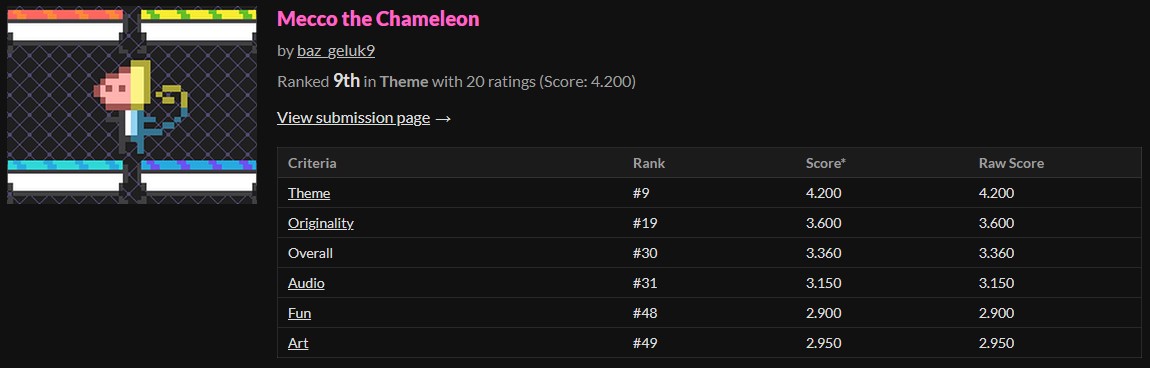 Mecco the Chameleon
by baz_geluk9
Ranked 9th in Theme with 20 ratings (Score: 4.200)
View submission page →
Criteria Rank Score* Raw Score
Theme #9 4.200 4.200
Originality #19 3.600 3.600
Overall #30 3.360 3.360
Audio #31 3.150 3.150
Fun #48 2.900 2.900
Art #49 2.950 2.950